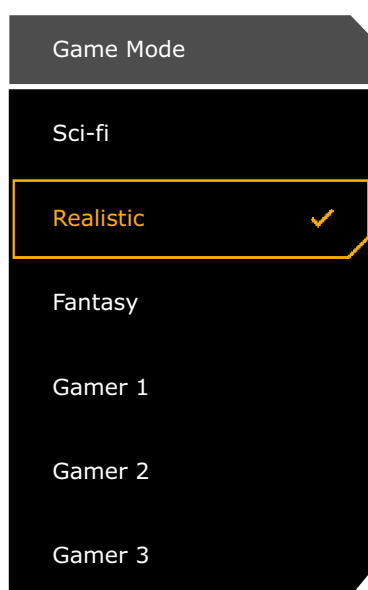 Game Mode
Sci-fi
Realistic
Fantasy
Gamer 1
Gamer 2
Gamer 3